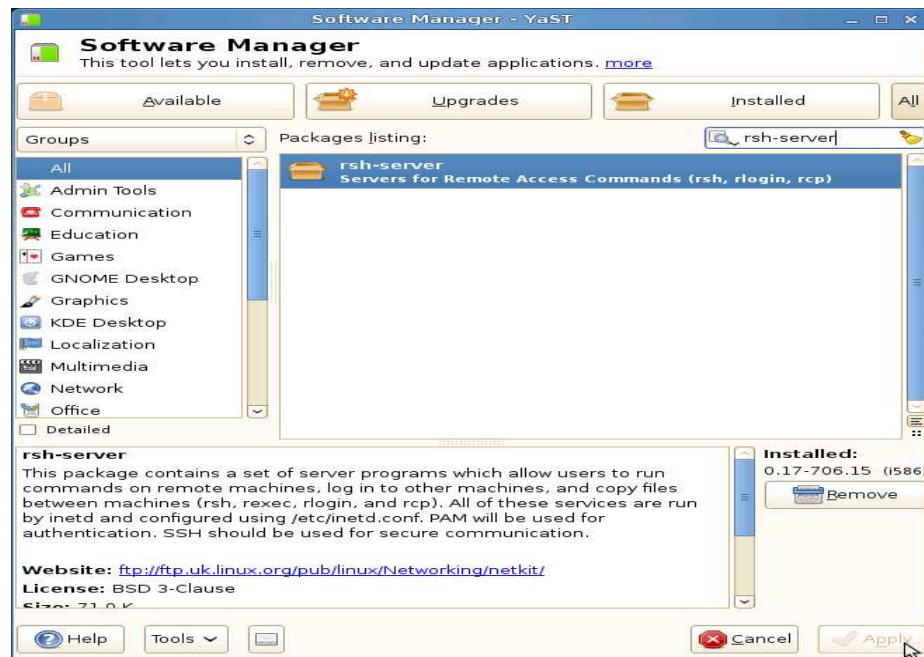 Software Manager - YaST
Software Manager
This tool lets you install, remove, and update applications. more
Available
Upgrades
Installed
All
Groups
Packages listing:
rsh-server
All
Admin Tools
Communication
Education
Games
GNOME Desktop
Graphics
KDE Desktop
Localization
Multimedia
Network
Office
Detailed
rsh-server
Servers for Remote Access Commands (rsh, rlogin, rcp)
rsh-server
This package contains a set of server programs which allow users to run
commands on remote machines, log in to other machines, and copy files
between machines (rsh, rexec, rlogin, and rcp). All of these services are run
by inetd and configured using /etc/inetd.conf. PAM will be used for
authentication. SSH should be used for secure communication.
Website: ftp://ftp.uk.linux.org/pub/linux/Networking/netkit/
License: BSD 3-Clause
Size: 71.0 K
Installed:
0.17-706.15 (i586
Remove
Help
Tools
Cancel
Apply